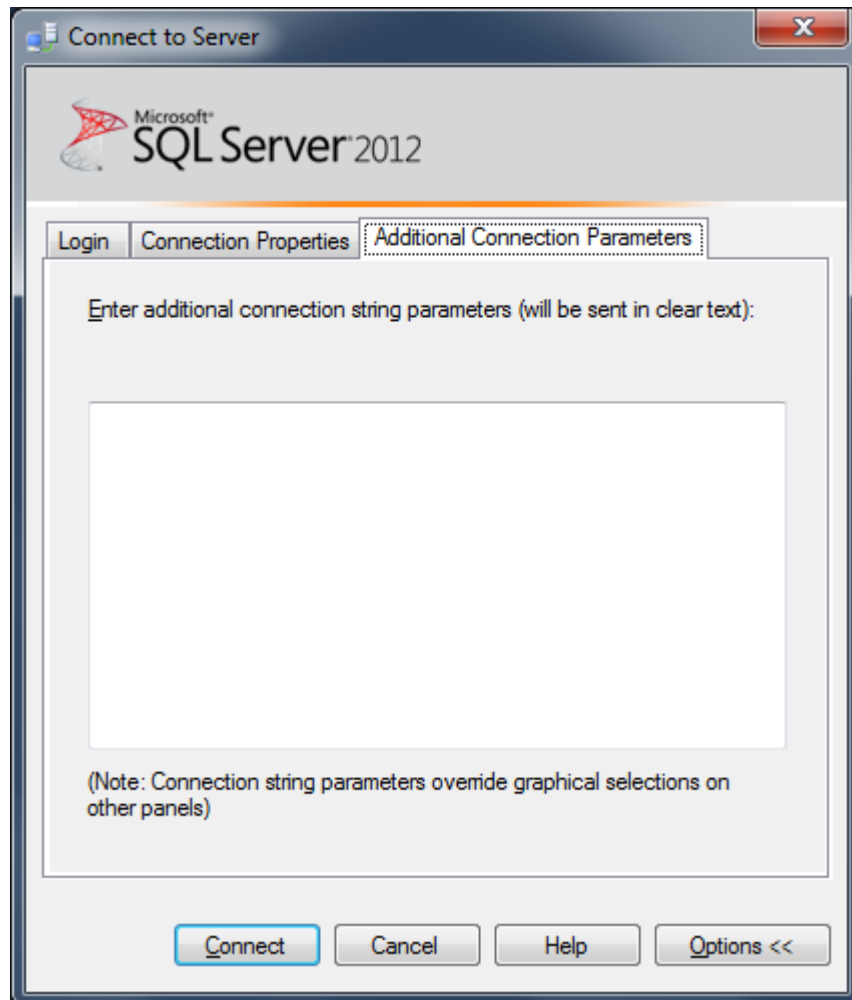 Connect to Server
Microsoft®
SQL Server® 2012
Login
Connection Properties
Additional Connection Parameters
Enter additional connection string parameters (will be sent in clear text):
(Note: Connection string parameters override graphical selections on
other panels)
Connect
Cancel
Help
Options <<